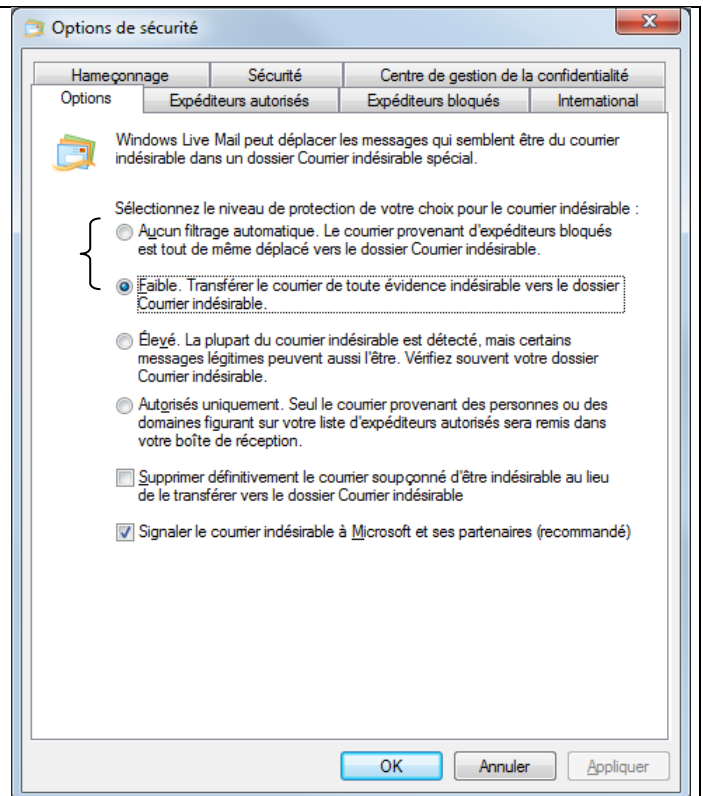 Options de sécurité
Hameçonnage Sécurité Centre de gestion de la confidentialité
Options Expéditeurs autorisés Expéditeurs bloqués International
Windows Live Mail peut déplacer les messages qui semblent être du courrier
indésirable dans un dossier Courrier indésirable spécial.
Sélectionnez le niveau de protection de votre choix pour le courrier indésirable :
Aucun filtrage automatique. Le courrier provenant d'expéditeurs bloqués
est tout de même déplacé vers le dossier Courrier indésirable.
Faible. Transférer le courrier de toute évidence indésirable vers le dossier
Courrier indésirable.
Élevé. La plupart du courrier indésirable est détecté, mais certains
messages légitimes peuvent aussi l'être. Vérifiez souvent votre dossier
Courrier indésirable.
Autorisés uniquement. Seul le courrier provenant des personnes ou des
domaines figurant sur votre liste d'expéditeurs autorisés sera remis dans
votre boîte de réception.
Supprimer définitivement le courrier soupçonné d'être indésirable au lieu
de le transférer vers le dossier Courrier indésirable
Signaler le courrier indésirable à Microsoft et ses partenaires (recommandé)
OK Annuler Appliquer